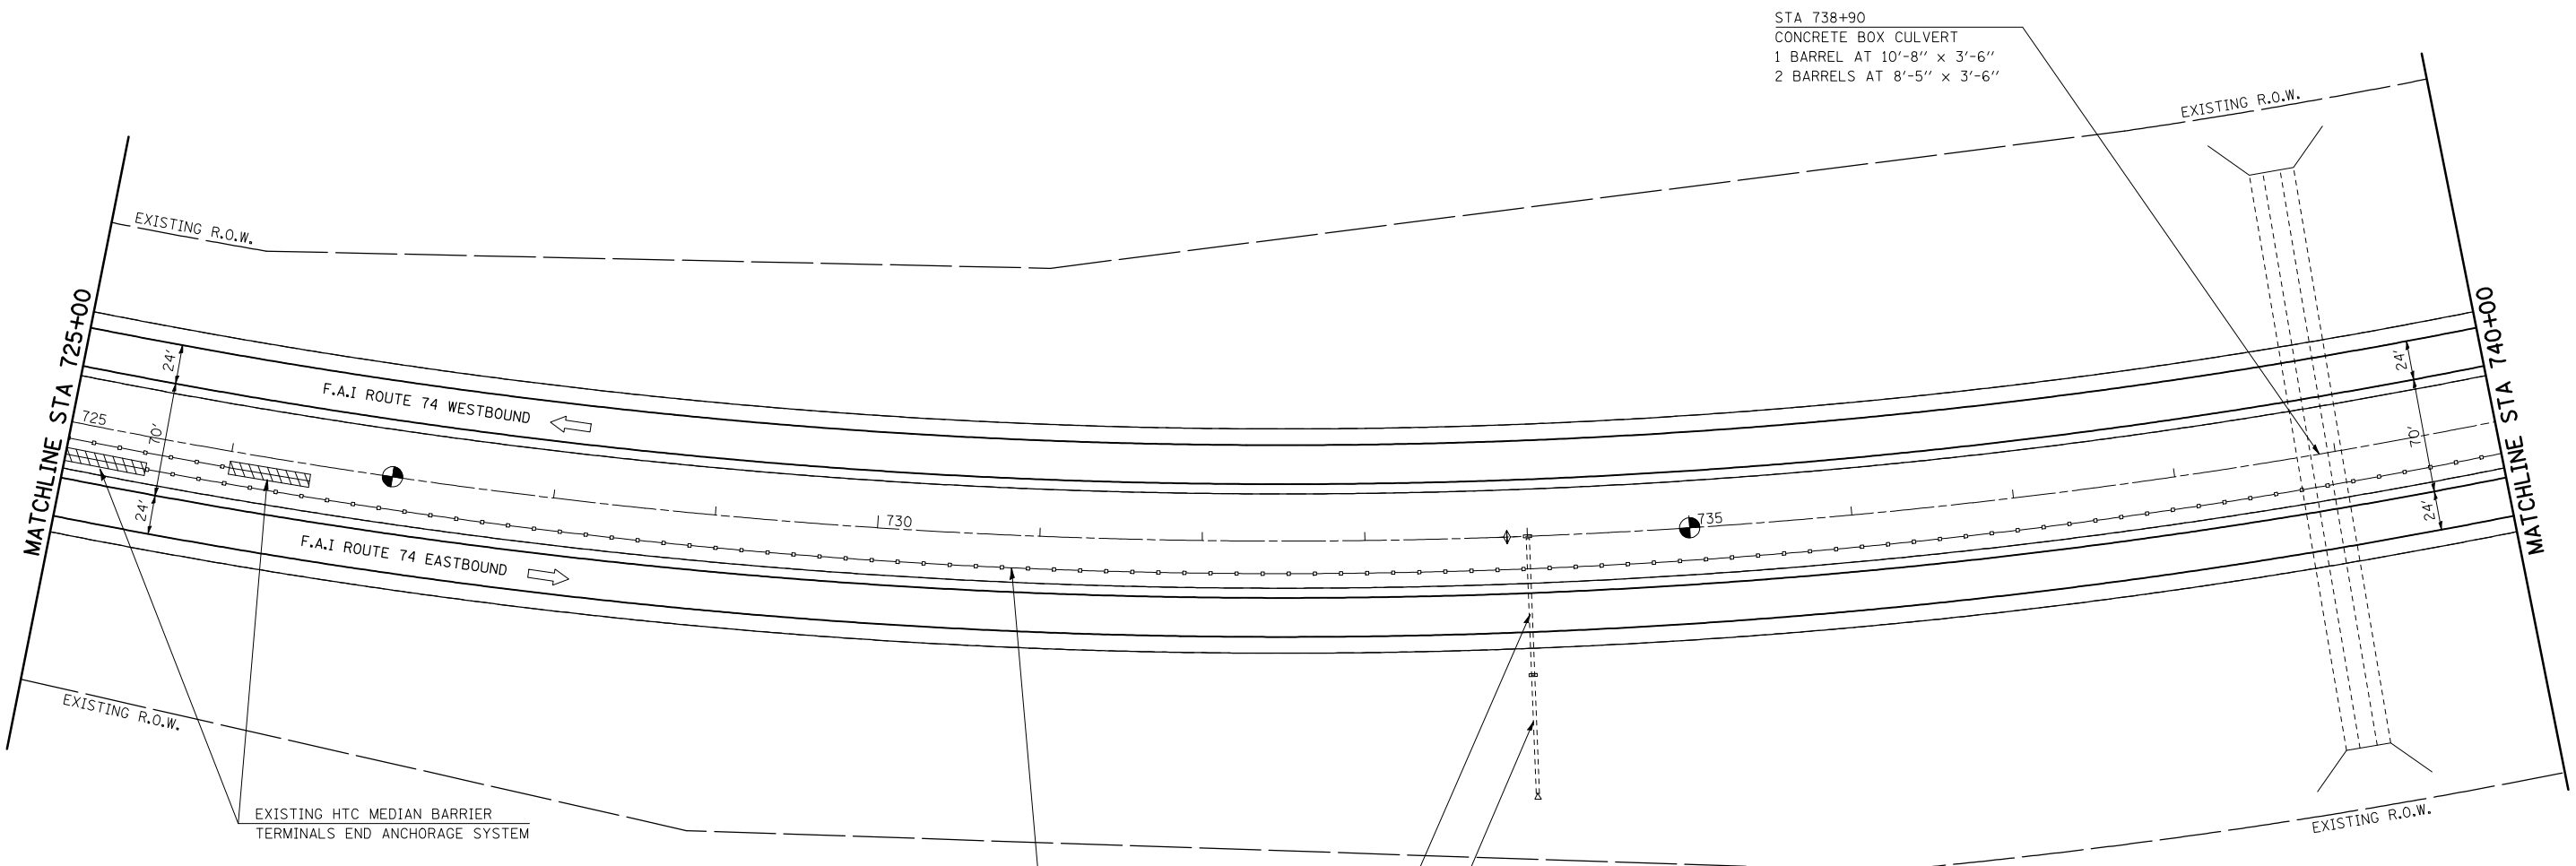 STA 738+90
CONCRETE BOX CULVERT
1 BARREL AT 10'-8" x 3'-6"
2 BARRELS AT 8'-5" x 3'-6"
EXISTING R.O.W.
EXISTING R.O.W.
MATCHLINE STA 725+00
MATCHLINE STA 740+00
24'
24'
F.A.I ROUTE 74 WESTBOUND
725
70'
70'
730
735
24'
24'
F.A.I ROUTE 74 EASTBOUND
EXISTING R.O.W.
EXISTING HTC MEDIAN BARRIER
TERMINALS END ANCHORAGE SYSTEM
EXISTING R.O.W.